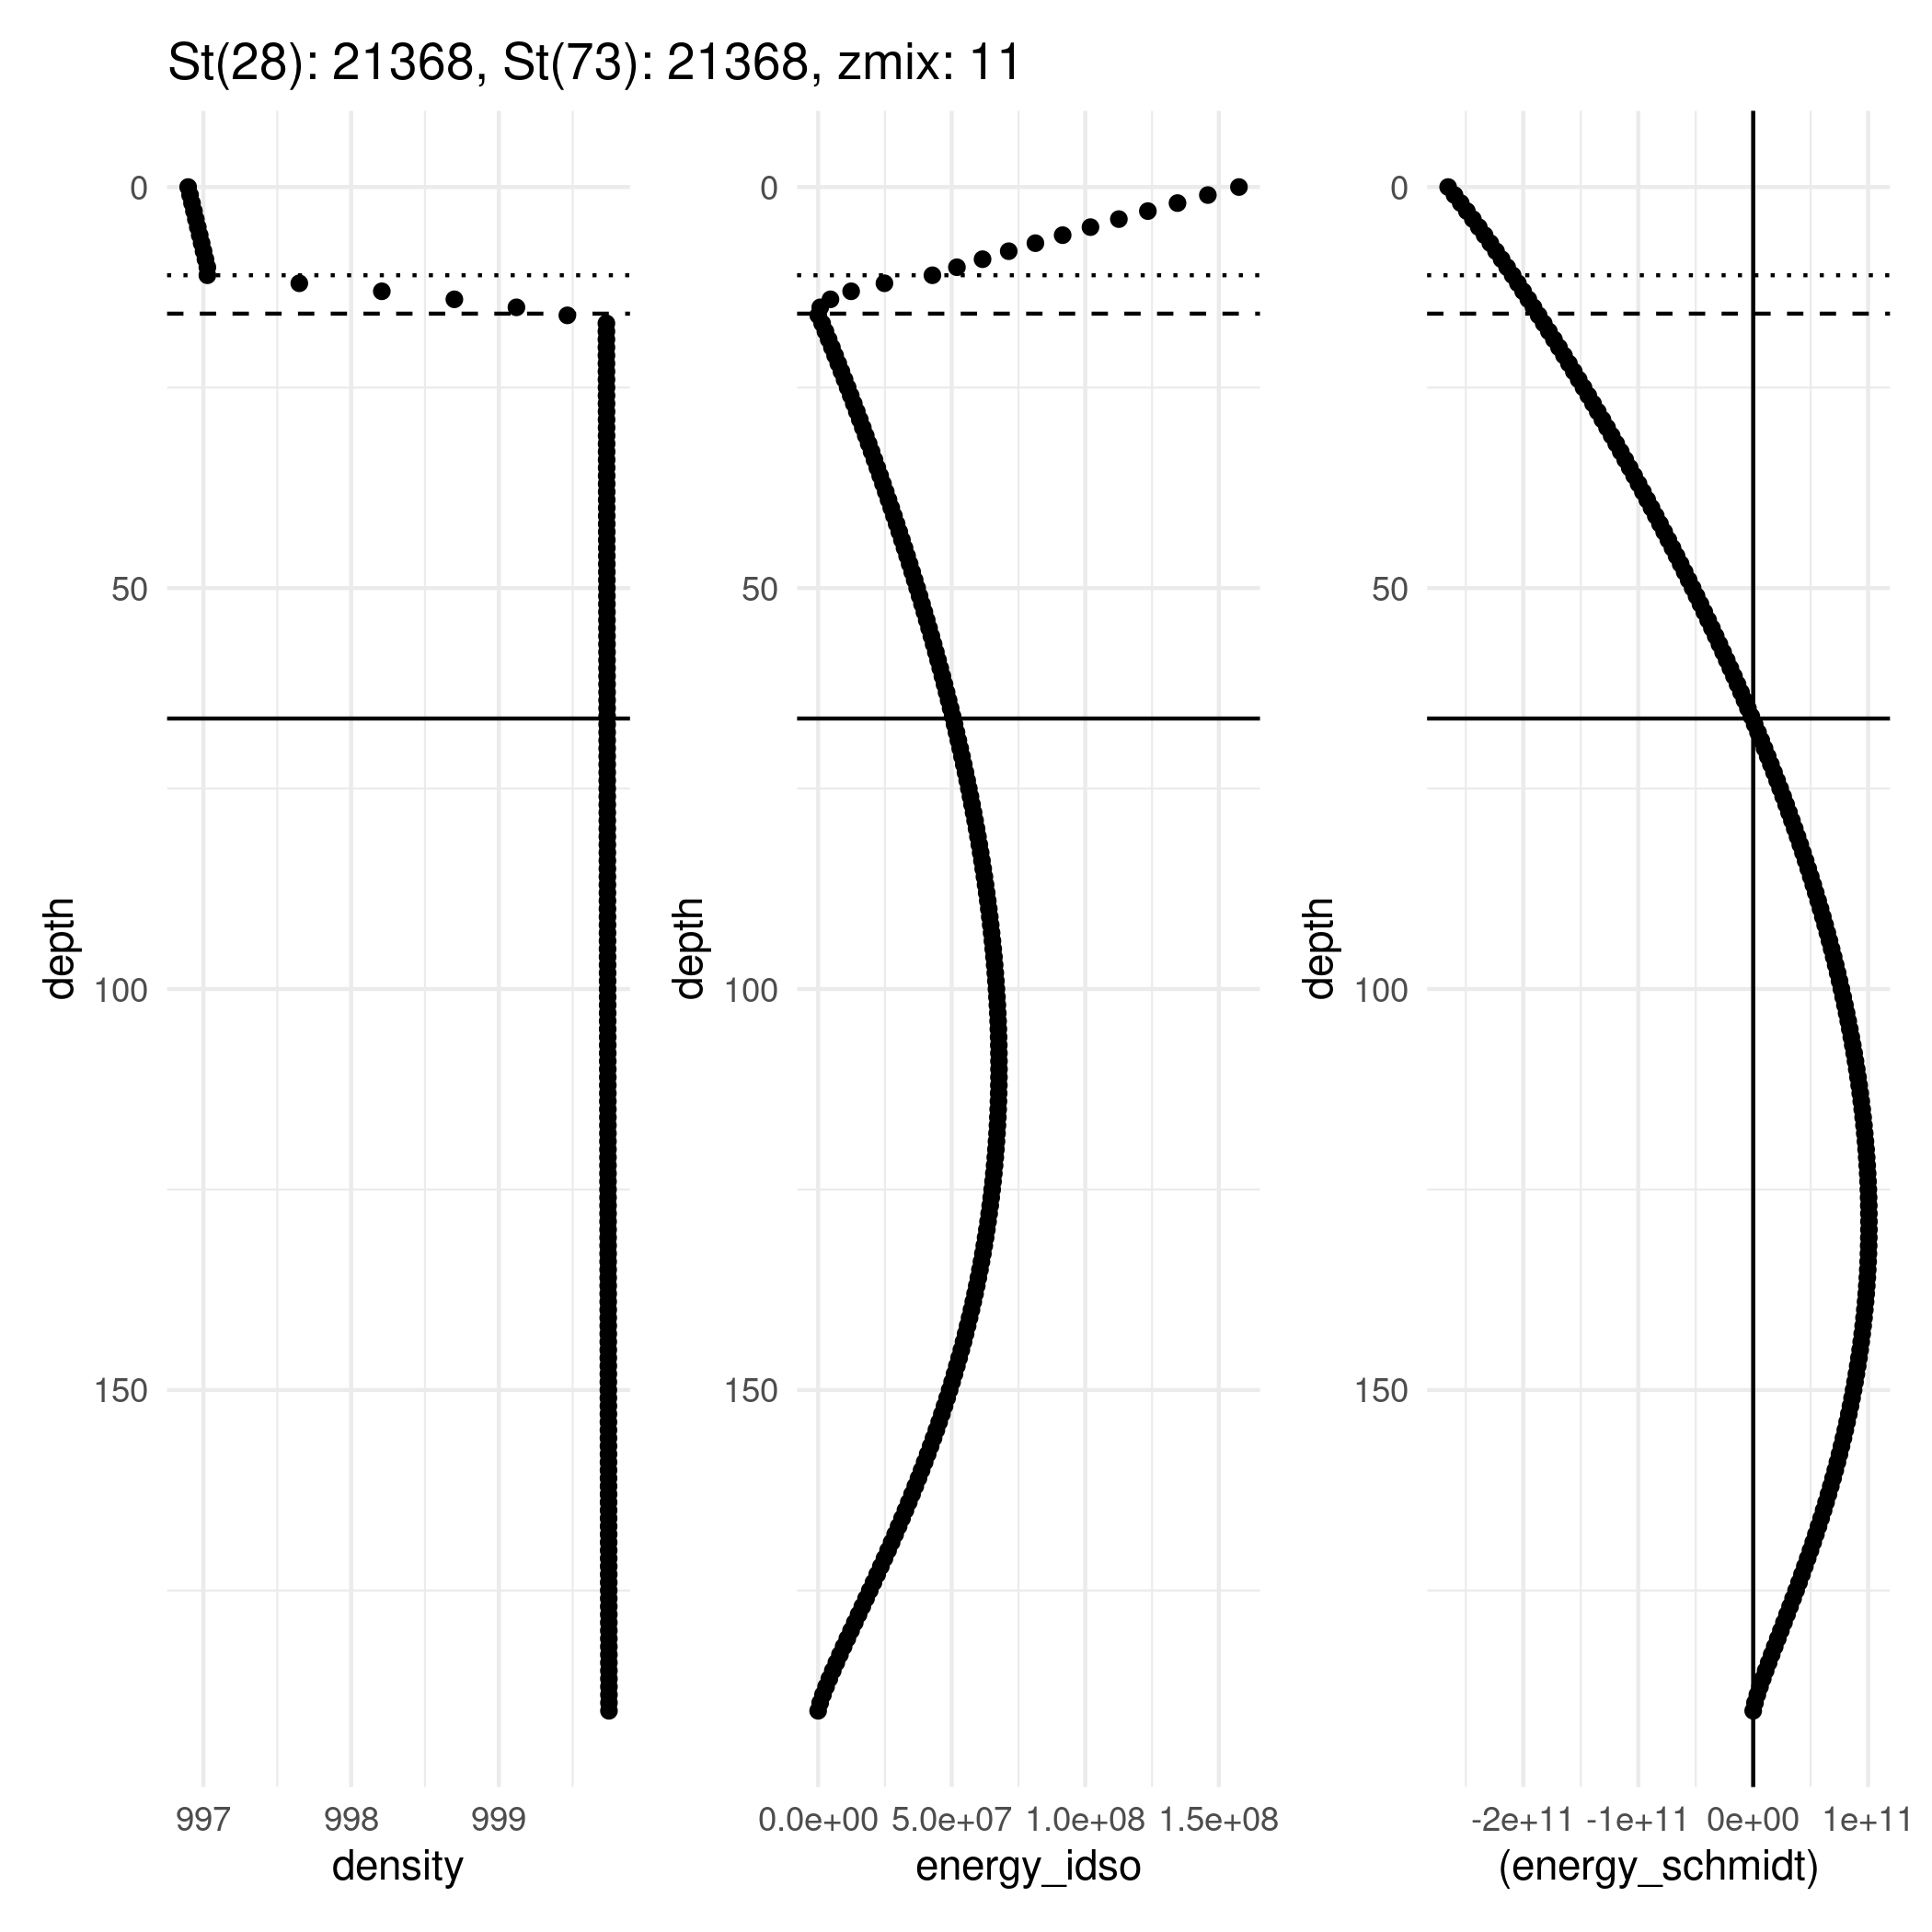 St(28): 21368, St(73): 21368, zmix: 11
0
50
100
150
depth
997 998 999
density
0
50
100
150
depth
0.0e+00 5.0e+07 1.0e+08 1.5e+08
energy_idso
0
50
100
150
depth
-2e+11 -1e+11 0e+00 1e+11
(energy_schmidt)